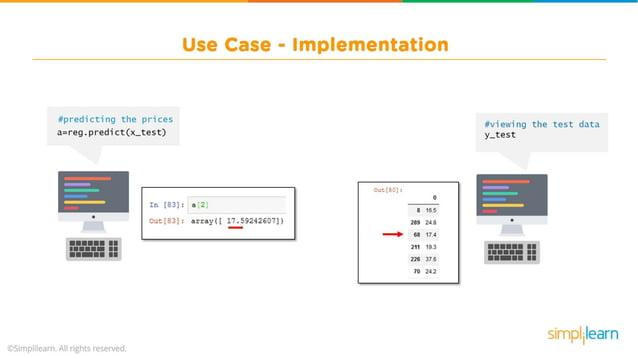 Use Case - Implementation
#predicting the prices
a=reg.predict(x_test)
In [83]: a[2]
Out[83]: array([ 17.59242607])
#viewing the test data
y_test
Out[80]:
0
8 16.5
289 24.8
68 17.4
211 19.3
226 37.6
70 24.2
simplilearn
©Simplilearn. All rights reserved.